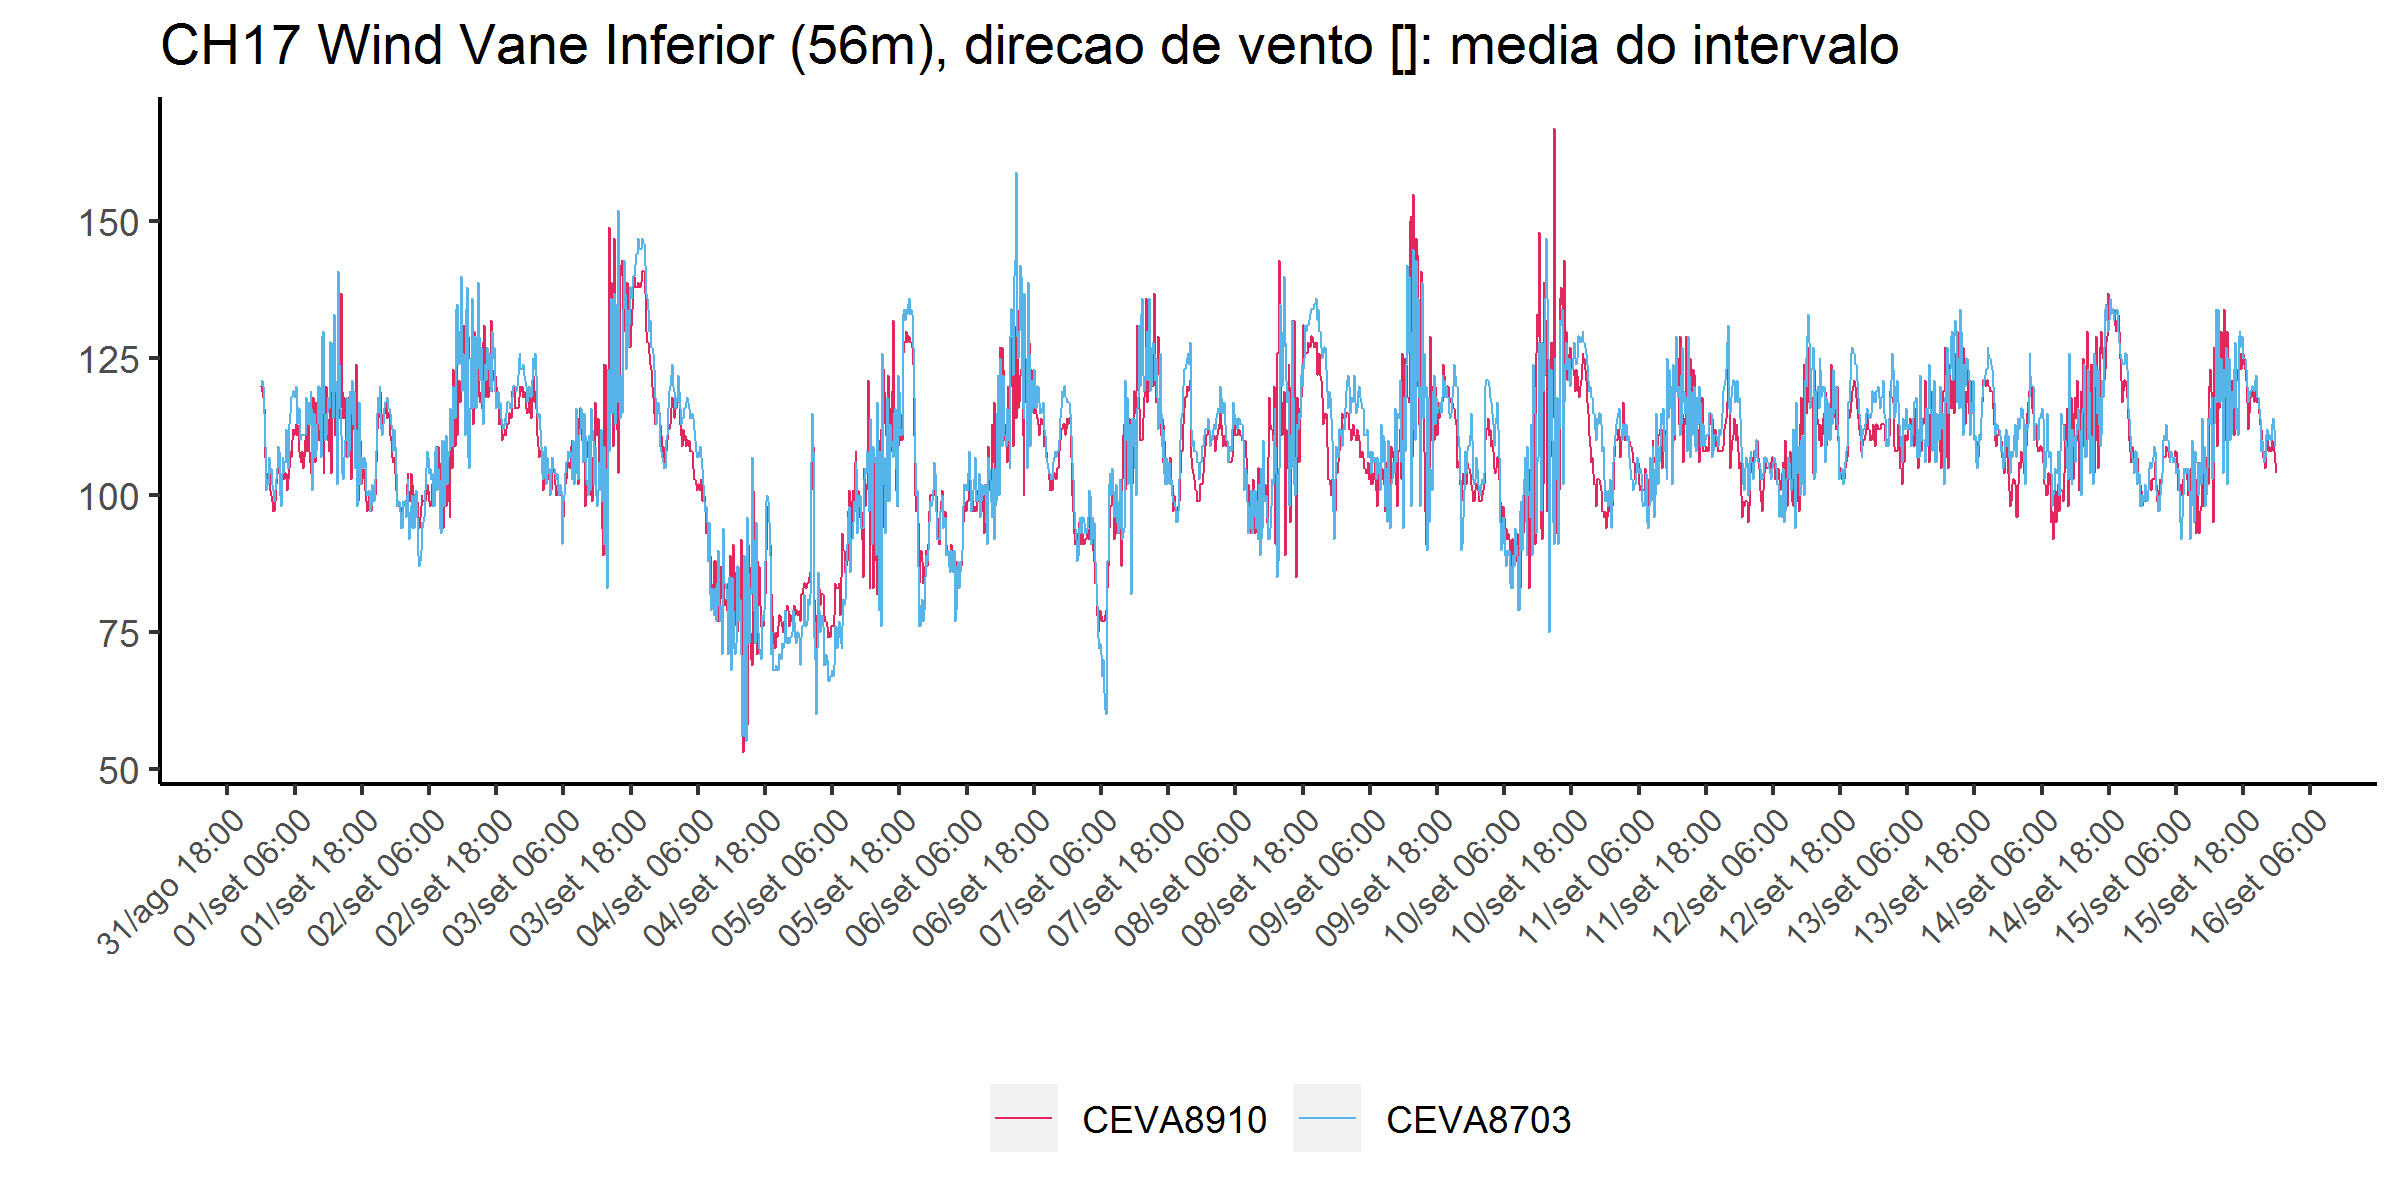 CH17 Wind Vane Inferior (56m), direcao de vento []: media do intervalo
150
125
100
75
50
31/ago 18:00
01/set 06:00
01/set 18:00
02/set 06:00
02/set 18:00
03/set 06:00
03/set 18:00
04/set 06:00
04/set 18:00
05/set 06:00
05/set 18:00
06/set 06:00
06/set 18:00
07/set 06:00
07/set 18:00
08/set 06:00
08/set 18:00
09/set 06:00
09/set 18:00
10/set 06:00
10/set 18:00
11/set 06:00
11/set 18:00
12/set 06:00
12/set 18:00
13/set 06:00
13/set 18:00
14/set 06:00
14/set 18:00
15/set 06:00
15/set 18:00
16/set 06:00
CEVA8910 CEVA8703